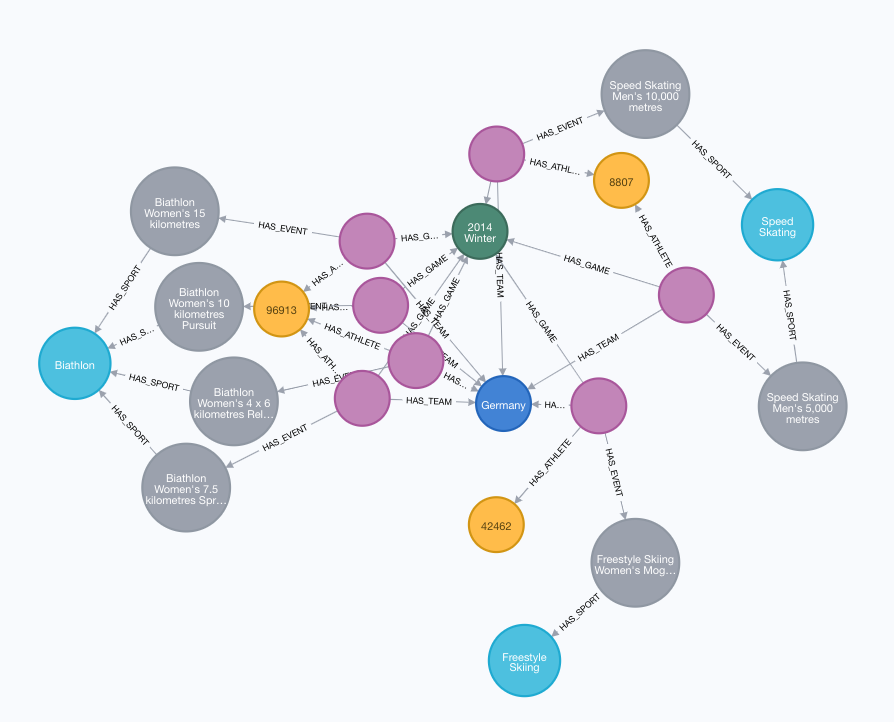 Speed Skating
Men's 10,000
metres
HAS_EVENT
HAS_ATHL...
8807
HAS_SPORT
Speed
Skating
Biathlon
Women's 15
kilometres
HAS_EVENT
HAS_G...
2014
Winter
HAS_ATHLETE
HAS_GAME
HAS_TEAM
HAS_A...
HAS_GAME
HAS_SPORT
Biathlon
Women's 10
kilometres
Pursuit
96913
HAS_GAME
HAS_GAME
HAS_GAME
HAS_TEAM
HAS_SPORT
HAS_S...
HAS_ATHLETE
HAS_TEAM
HAS_EVENT
Biathlon
HAS_ATH...
HAS_SPORT
HAS...
Biathlon
Women's 4 x 6
kilometres Rel...
HAS_TEAM
Germany
HA...
Speed Skating
Men's 5,000
metres
HAS_SPORT
HAS_EVENT
HAS_ATHLETE
HAS_EVENT
Biathlon
Women's 7.5
kilometres Spr...
42462
Freestyle Skiing
Women's Mog...
HAS_SPORT
Freestyle
Skiing